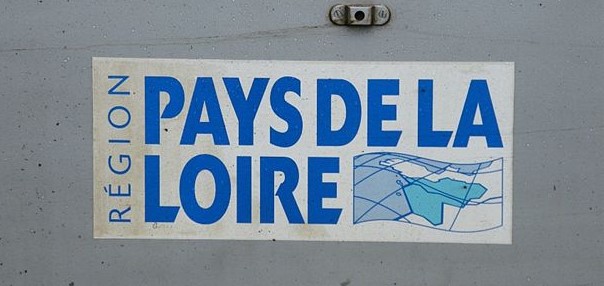 RÉGION
PAYS DE LA
LOIRE